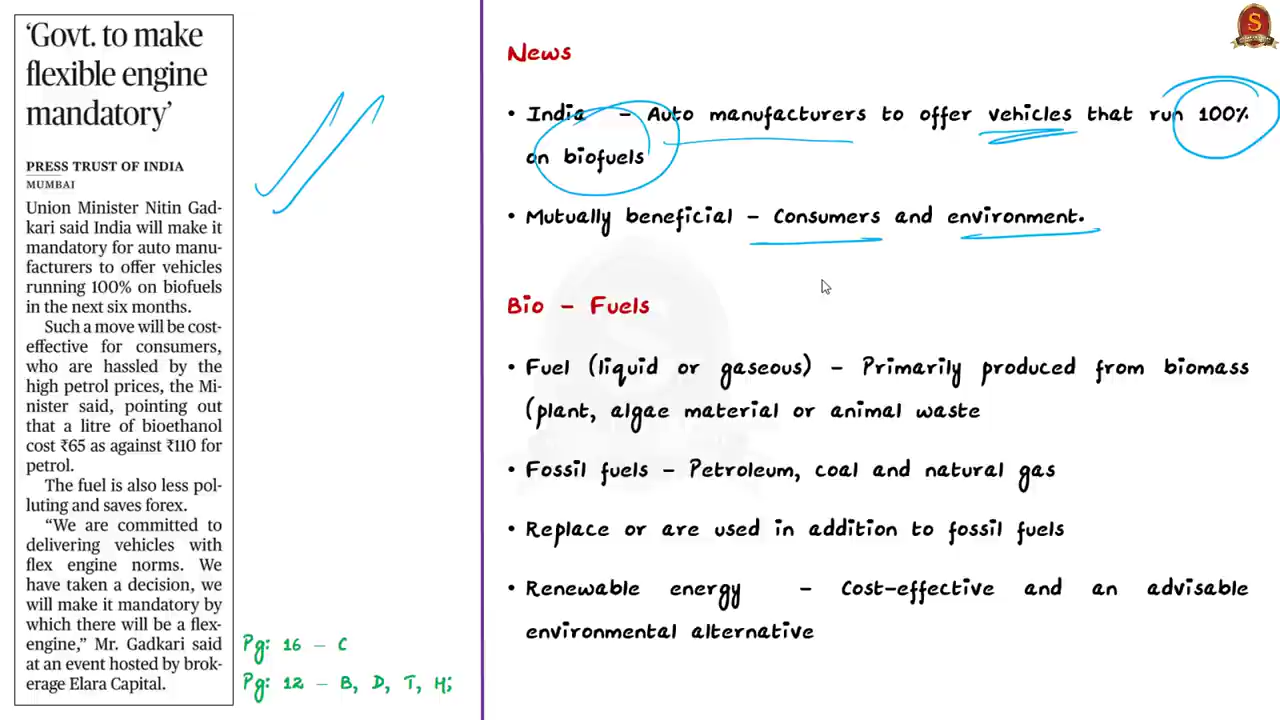 ‘Govt. to make
flexible engine
mandatory’
PRESS TRUST OF INDIA
MUMBAI
Union Minister Nitin Gad-
kari said India will make it
mandatory for auto manu-
facturers to offer vehicles
running 100% on biofuels
in the next six months.
Such a move will be cost-
effective for consumers,
who are hassled by the
high petrol prices, the Mi-
nister said, pointing out
that a litre of bioethanol
cost ₹65 as against ₹110 for
petrol.
The fuel is also less pol-
luting and saves forex.
“We are committed to
delivering vehicles with
flex engine norms. We
have taken a decision, we
will make it mandatory by
which there will be a flex-
engine,” Mr. Gadkari said
at an event hosted by brok-
erage Elara Capital.
Pg: 16 – C
Pg: 12 – B, D, T, H;
News
• India – Auto manufacturers to offer vehicles that run 100%
on biofuels
• Mutually beneficial – Consumers and environment.
Bio – Fuels
• Fuel (liquid or gaseous) – Primarily produced from biomass
(plant, algae material or animal waste
• Fossil fuels – Petroleum, coal and natural gas
• Replace or are used in addition to fossil fuels
• Renewable energy – Cost-effective and an advisable
environmental alternative
S